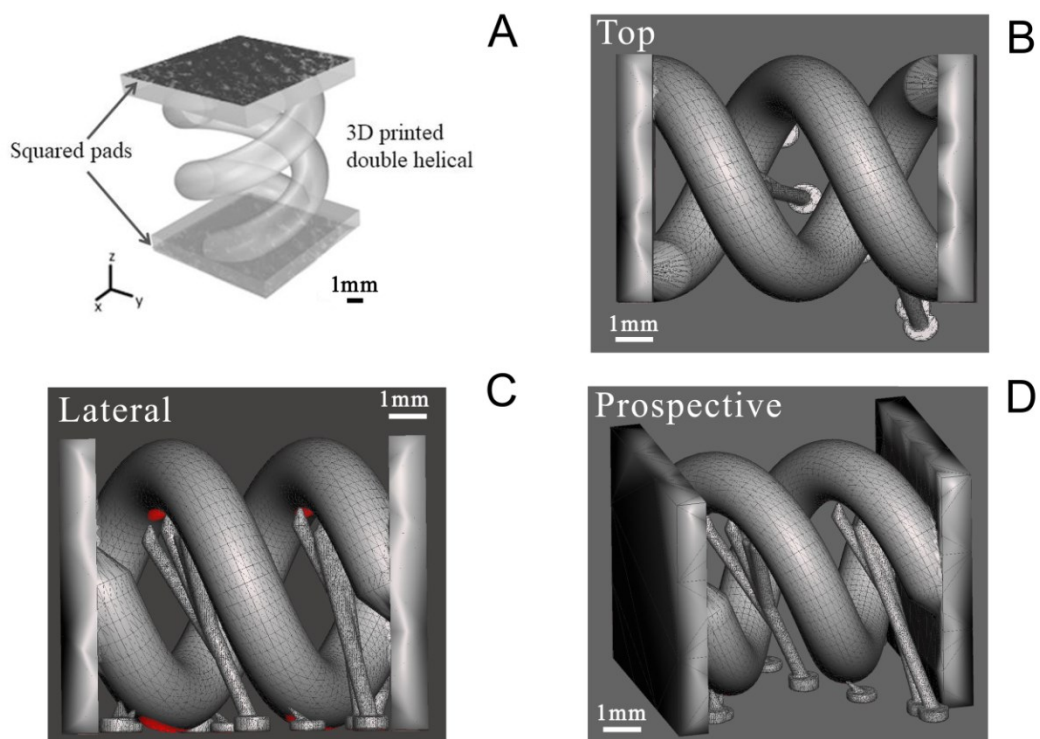 A
Squared pads
3D printed
double helical
z
x
y
1mm
Top
B
1mm
Lateral
1mm
C
Prospective
D
1mm